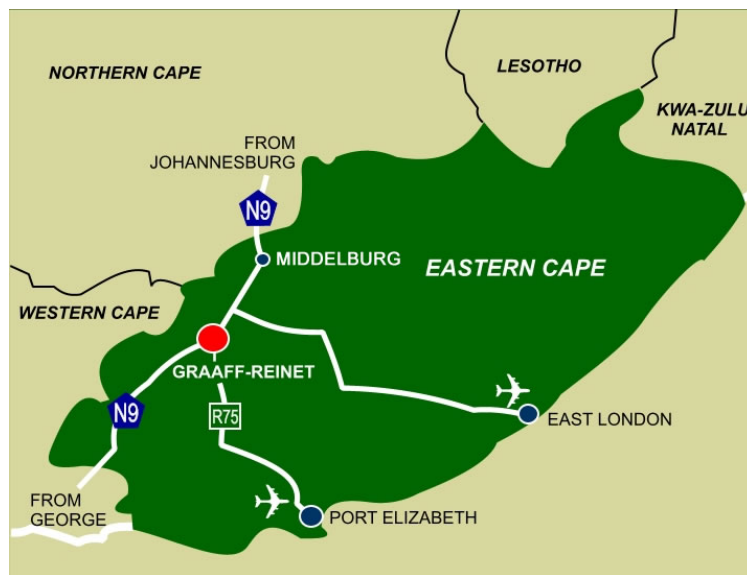 NORTHERN CAPE
LESOTHO
KWA-ZULU
NATAL
FROM
JOHANNESBURG
N9
MIDDELBURG
EASTERN CAPE
WESTERN CAPE
GRAAFF-REINET
N9
R75
EAST LONDON
FROM
GEORGE
PORT ELIZABETH